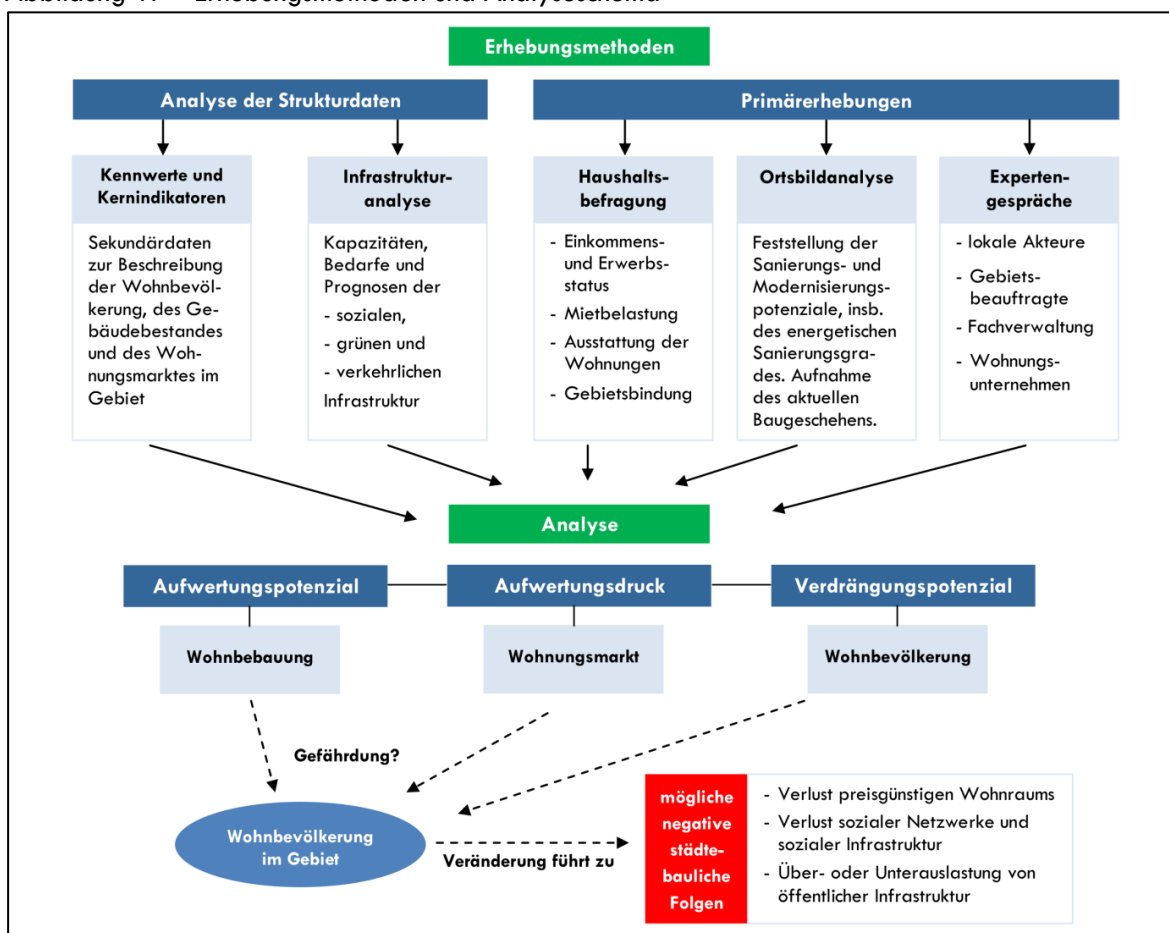 Erhebungsmethoden
Analyse der Strukturdaten
Primärerhebungen
Kennwerte und
Kernindikatoren
Sekundärdaten
zur Beschreibung
der Wohnbevöl-
kerung, des Ge-
bäudebestandes
und des Woh-
nungsmarktes im
Gebiet
Infrastruktur-
analyse
Kapazitäten,
Bedarfe und
Prognosen der
- sozialen,
- grünen und
- verkehrlichen
Infrastruktur
Haushalts-
befragung
- Einkommens-
und Erwerbs-
status
- Mietbelastung
- Ausstattung der
Wohnungen
- Gebietsbindung
Ortsbildanalyse
Feststellung der
Sanierungs- und
Modernisierungs-
potenziale, insb.
des energetischen
Sanierungsgra-
des. Aufnahme
des aktuellen
Baugeschehens.
Experten-
gespräche
- lokale Akteure
- Gebiets-
beauftragte
- Fachverwaltung
- Wohnungs-
unternehmen
Analyse
Aufwertungspotenzial
Aufwertungsdruck
Verdrängungspotenzial
Wohnbebauung
Wohnungsmarkt
Wohnbevölkerung
Gefährdung?
Wohnbevölkerung
im Gebiet
Veränderung führt zu
mögliche
negative
städte-
bauliche
Folgen
- Verlust preisgünstigen Wohnraums
- Verlust sozialer Netzwerke und
sozialer Infrastruktur
- Über- oder Unterauslastung von
öffentlicher Infrastruktur